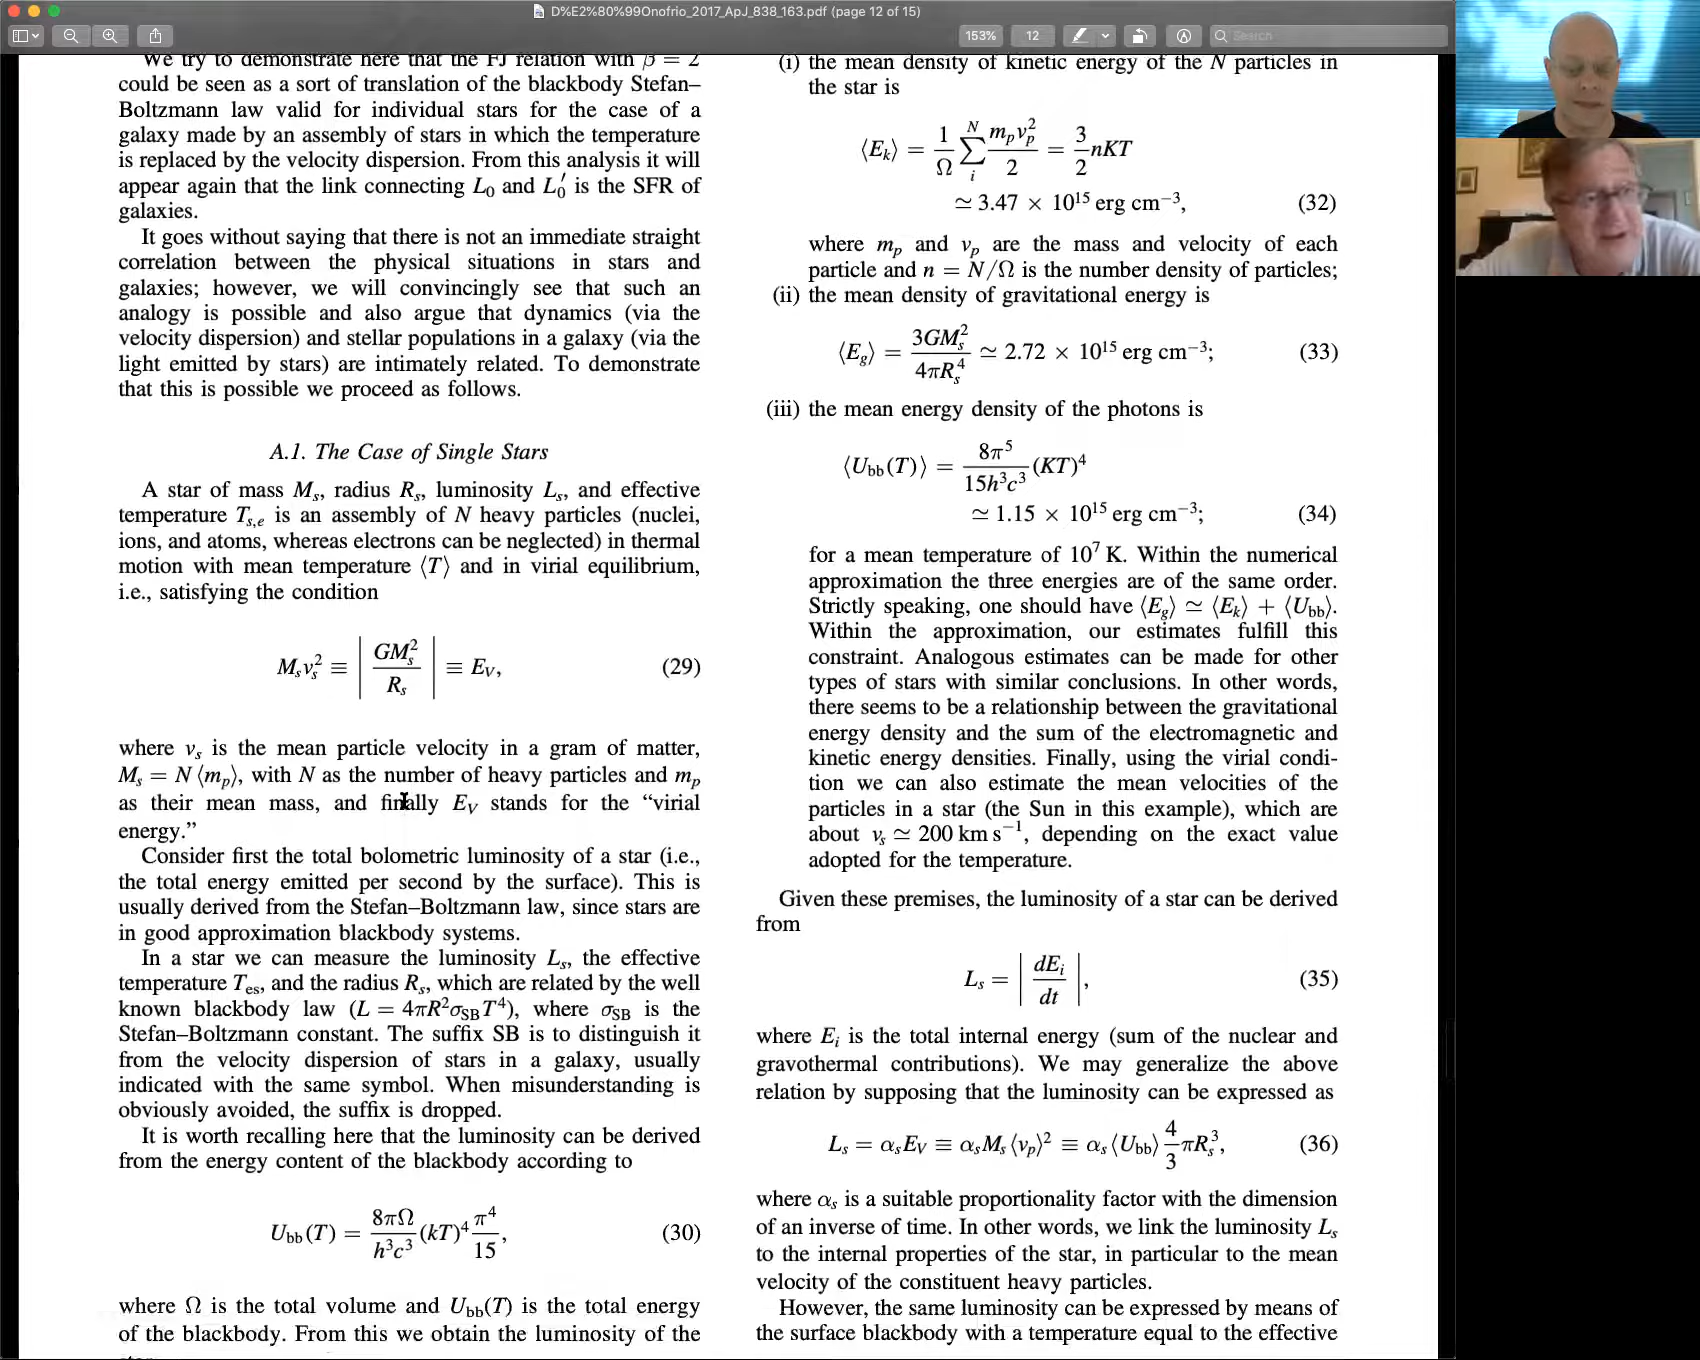 D%E2%80%99Onofrio_2017_ApJ_838_163.pdf (page 12 of 15)
153%
12
Search
We try to demonstrate here that the FJ relation with β = 2
could be seen as a sort of translation of the blackbody Stefan–
Boltzmann law valid for individual stars for the case of a
galaxy made by an assembly of stars in which the temperature
is replaced by the velocity dispersion. From this analysis it will
appear again that the link connecting L₀ and L₀′ is the SFR of
galaxies.
It goes without saying that there is not an immediate straight
correlation between the physical situations in stars and
galaxies; however, we will convincingly see that such an
analogy is possible and also argue that dynamics (via the
velocity dispersion) and stellar populations in a galaxy (via the
light emitted by stars) are intimately related. To demonstrate
that this is possible we proceed as follows.
A.1. The Case of Single Stars
A star of mass Mₛ, radius Rₛ, luminosity Lₛ, and effective
temperature Tₛ,ₑ is an assembly of N heavy particles (nuclei,
ions, and atoms, whereas electrons can be neglected) in thermal
motion with mean temperature ⟨T⟩ and in virial equilibrium,
i.e., satisfying the condition
Mₛvₛ² ≡ | GMₛ² / Rₛ | ≡ E_V, (29)
where vₛ is the mean particle velocity in a gram of matter,
Mₛ = N⟨mₚ⟩, with N as the number of heavy particles and mₚ
as their mean mass, and finally E_V stands for the “virial
energy.”
Consider first the total bolometric luminosity of a star (i.e.,
the total energy emitted per second by the surface). This is
usually derived from the Stefan–Boltzmann law, since stars are
in good approximation blackbody systems.
In a star we can measure the luminosity Lₛ, the effective
temperature Tₑₛ, and the radius Rₛ, which are related by the well
known blackbody law (L = 4πR²σ_SB T⁴), where σ_SB is the
Stefan–Boltzmann constant. The suffix SB is to distinguish it
from the velocity dispersion of stars in a galaxy, usually
indicated with the same symbol. When misunderstanding is
obviously avoided, the suffix is dropped.
It is worth recalling here that the luminosity can be derived
from the energy content of the blackbody according to
U_bb(T) = 8πΩ / h³c³ (kT)⁴ π⁴ / 15, (30)
where Ω is the total volume and U_bb(T) is the total energy
of the blackbody. From this we obtain the luminosity of the
(i) the mean density of kinetic energy of the N particles in
the star is
⟨E_k⟩ = 1/Ω ∑ᵢᴺ mₚvₚ² / 2 = 3/2 nKT
≃ 3.47 × 10¹⁵ erg cm⁻³, (32)
where mₚ and vₚ are the mass and velocity of each
particle and n = N/Ω is the number density of particles;
(ii) the mean density of gravitational energy is
⟨E_g⟩ = 3GMₛ² / 4πRₛ⁴ ≃ 2.72 × 10¹⁵ erg cm⁻³; (33)
(iii) the mean energy density of the photons is
⟨U_bb(T)⟩ = 8π⁵ / 15h³c³ (KT)⁴
≃ 1.15 × 10¹⁵ erg cm⁻³; (34)
for a mean temperature of 10⁷ K. Within the numerical
approximation the three energies are of the same order.
Strictly speaking, one should have ⟨E_g⟩ ≃ ⟨E_k⟩ + ⟨U_bb⟩.
Within the approximation, our estimates fulfill this
constraint. Analogous estimates can be made for other
types of stars with similar conclusions. In other words,
there seems to be a relationship between the gravitational
energy density and the sum of the electromagnetic and
kinetic energy densities. Finally, using the virial condi-
tion we can also estimate the mean velocities of the
particles in a star (the Sun in this example), which are
about vₛ ≃ 200 km s⁻¹, depending on the exact value
adopted for the temperature.
Given these premises, the luminosity of a star can be derived
from
Lₛ = | dEᵢ / dt |, (35)
where Eᵢ is the total internal energy (sum of the nuclear and
gravothermal contributions). We may generalize the above
relation by supposing that the luminosity can be expressed as
Lₛ = αₛE_V ≡ αₛMₛ⟨vₚ⟩² ≡ αₛ⟨U_bb⟩ 4/3 πRₛ³, (36)
where αₛ is a suitable proportionality factor with the dimension
of an inverse of time. In other words, we link the luminosity Lₛ
to the internal properties of the star, in particular to the mean
velocity of the constituent heavy particles.
However, the same luminosity can be expressed by means of
the surface blackbody with a temperature equal to the effective